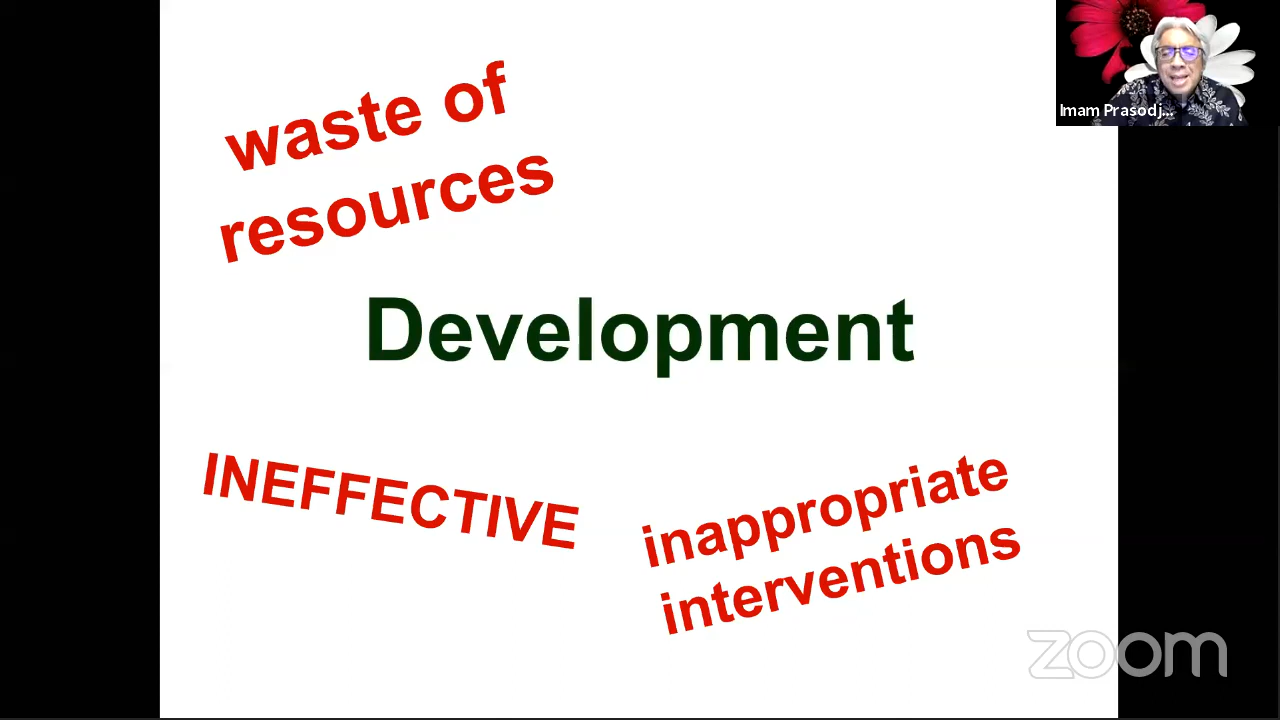 waste of
resources
Imam Prasodj...
Development
INEFFECTIVE
inappropriate
interventions
zoom